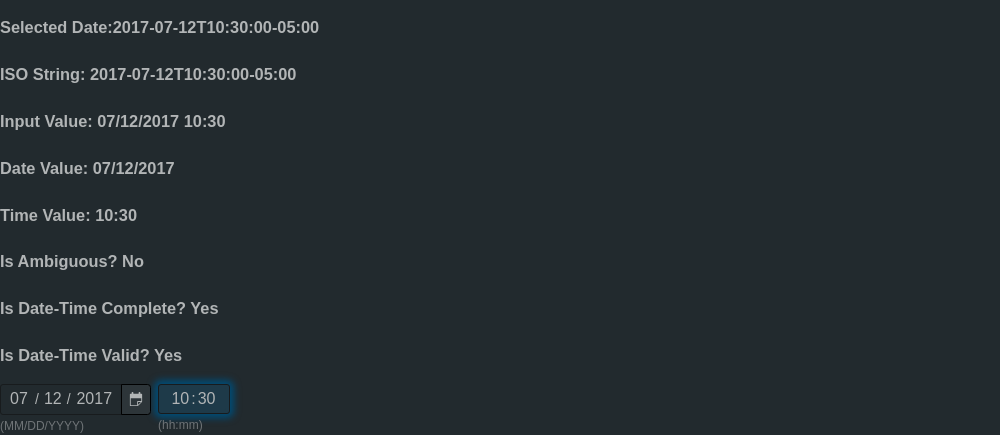 Selected Date:2017-07-12T10:30:00-05:00
ISO String: 2017-07-12T10:30:00-05:00
Input Value: 07/12/2017 10:30
Date Value: 07/12/2017
Time Value: 10:30
Is Ambiguous? No
Is Date-Time Complete? Yes
Is Date-Time Valid? Yes
07 / 12 / 2017 10:30
(MM/DD/YYYY) (hh:mm)